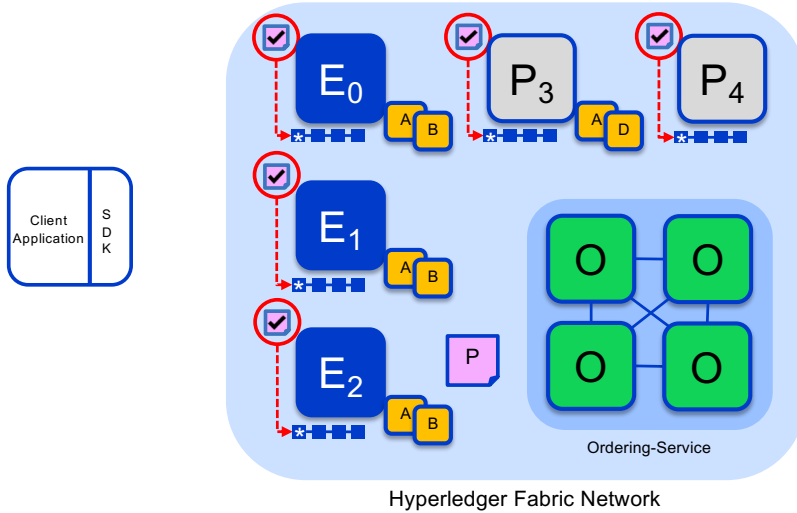 E0
P3
P4
A
B
A
D
*
*
*
Client
Application
S
D
K
E1
A
B
*
O
O
E2
P
A
B
O
O
*
Ordering-Service
Hyperledger Fabric Network